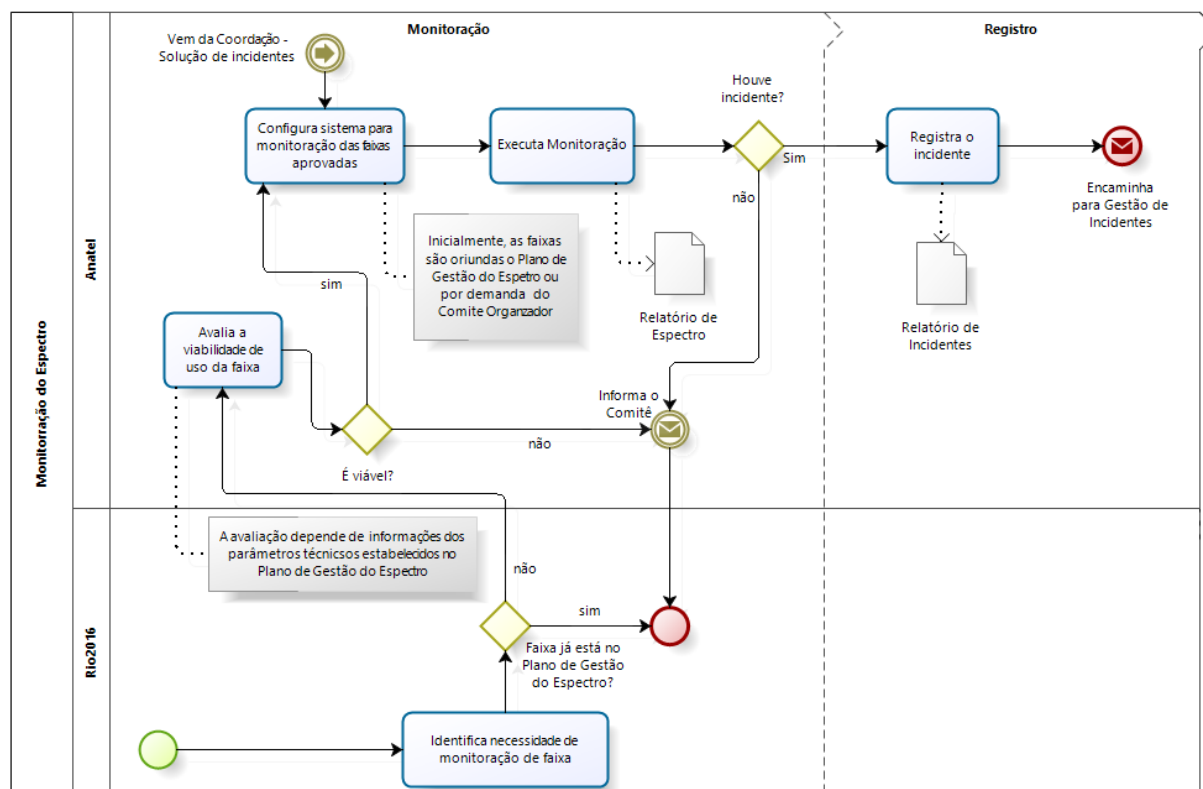 Monitoração
Registro
Monitorração do Espectro
Anatel
Rio2016
Vem da Coordação -
Solução de incidentes
Configura sistema para
monitoração das faixas
aprovadas
Executa Monitoração
Houve
incidente?
Sim
não
Registra o
incidente
Encaminha
para Gestão de
Incidentes
Inicialmente, as faixas
são oriundas o Plano de
Gestão do Espetro ou
por demanda do
Comite Organzador
Relatório de
Espectro
Relatório de
Incidentes
sim
Avalia a
viabilidade de
uso da faixa
É viável?
não
Informa o
Comitê
A avaliação depende de informações dos
parâmetros técnicsos estabelecidos no
Plano de Gestão do Espectro
não
sim
Faixa já está no
Plano de Gestão
do Espectro?
Identifica necessidade de
monitoração de faixa